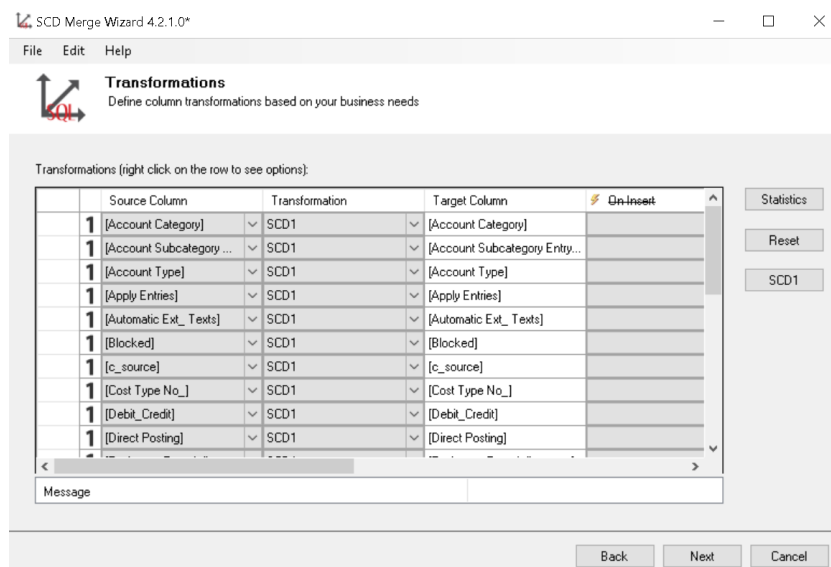 SCD Merge Wizard 4.2.1.0*
File Edit Help
Transformations
Define column transformations based on your business needs
SQL
Transformations (right click on the row to see options):
Source Column Transformation Target Column On Insert
1 [Account Category] SCD1 [Account Category]
1 [Account Subcategory ... SCD1 [Account Subcategory Entry...
1 [Account Type] SCD1 [Account Type]
1 [Apply Entries] SCD1 [Apply Entries]
1 [Automatic Ext_ Texts] SCD1 [Automatic Ext_ Texts]
1 [Blocked] SCD1 [Blocked]
1 [c_source] SCD1 [c_source]
1 [Cost Type No_] SCD1 [Cost Type No_]
1 [Debit_Credit] SCD1 [Debit_Credit]
1 [Direct Posting] SCD1 [Direct Posting]
Statistics
Reset
SCD1
Message
Back Next Cancel